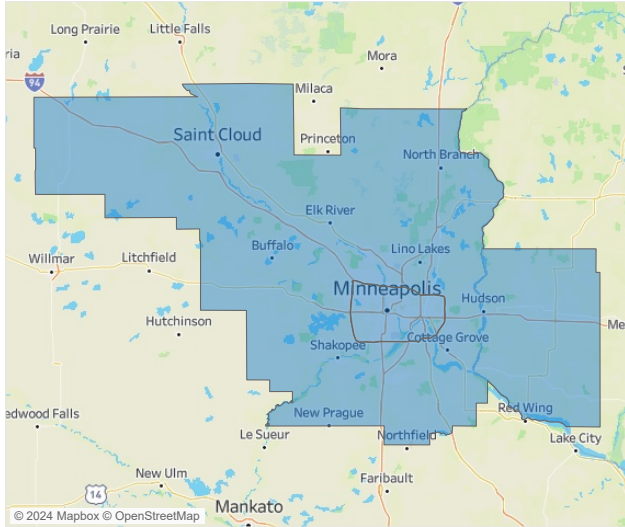 Long Prairie
Little Falls
Mora
94
Milaca
Saint Cloud
Princeton
North Branch
Elk River
Buffalo
Lino Lakes
Willmar
Litchfield
Minneapolis
Hudson
Hutchinson
Shakopee
Cottage Grove
New Prague
Red Wing
edwood Falls
Le Sueur
Northfield
Lake City
New Ulm
Faribault
14
Mankato
© 2024 Mapbox © OpenStreetMap